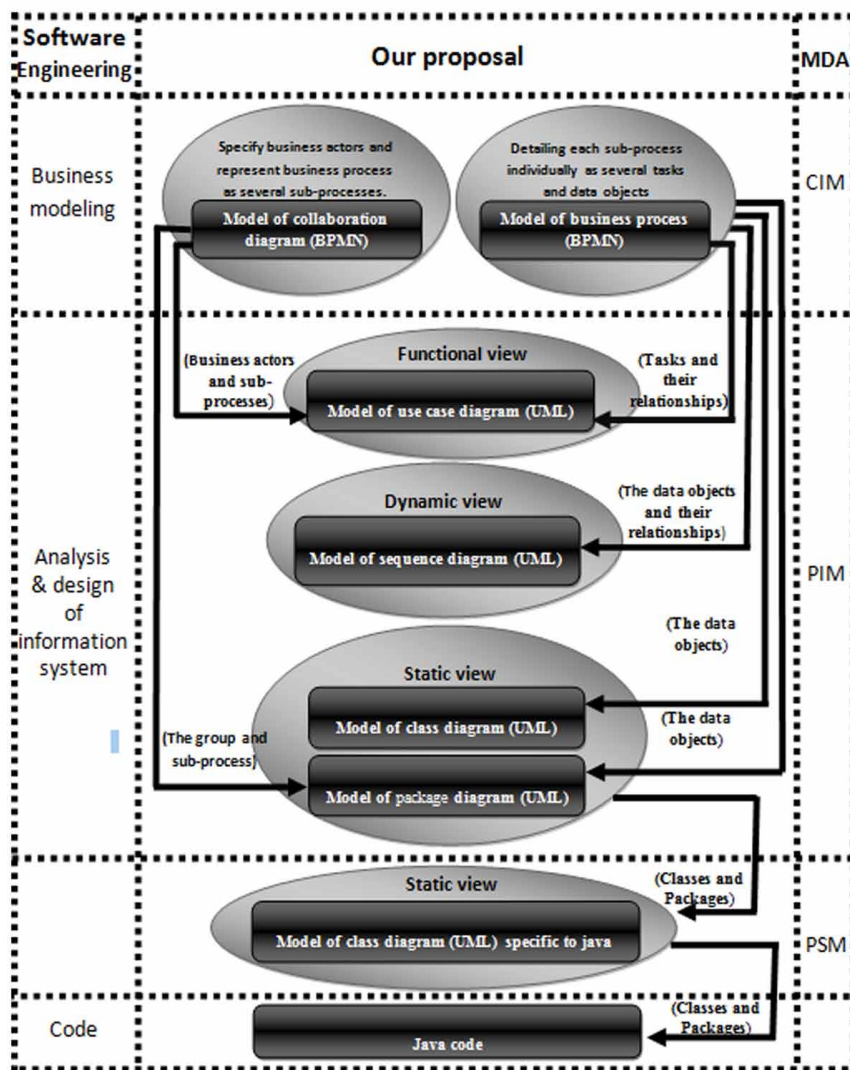 Software
Engineering
Our proposal
MDA
Business
modeling
Specify business actors and
represent business process
as several sub-processes.
Model of collaboration
diagram (BPMN)
Detailing each sub-process
individually as several tasks
and data objects
Model of business process
(BPMN)
CIM
(Business actors
and sub-
processes)
Functional view
Model of use case diagram (UML)
(Tasks and
their
relationships)
Dynamic view
Model of sequence diagram (UML)
(The data objects
and their
relationships)
Analysis
& design
of
information
system
PIM
Static view
Model of class diagram (UML)
(The data
objects)
(The group and
sub-process)
Model of package diagram (UML)
(The data
objects)
Static view
Model of class diagram (UML) specific to java
(Classes and
Packages)
PSM
Code
Java code
(Classes and
Packages)